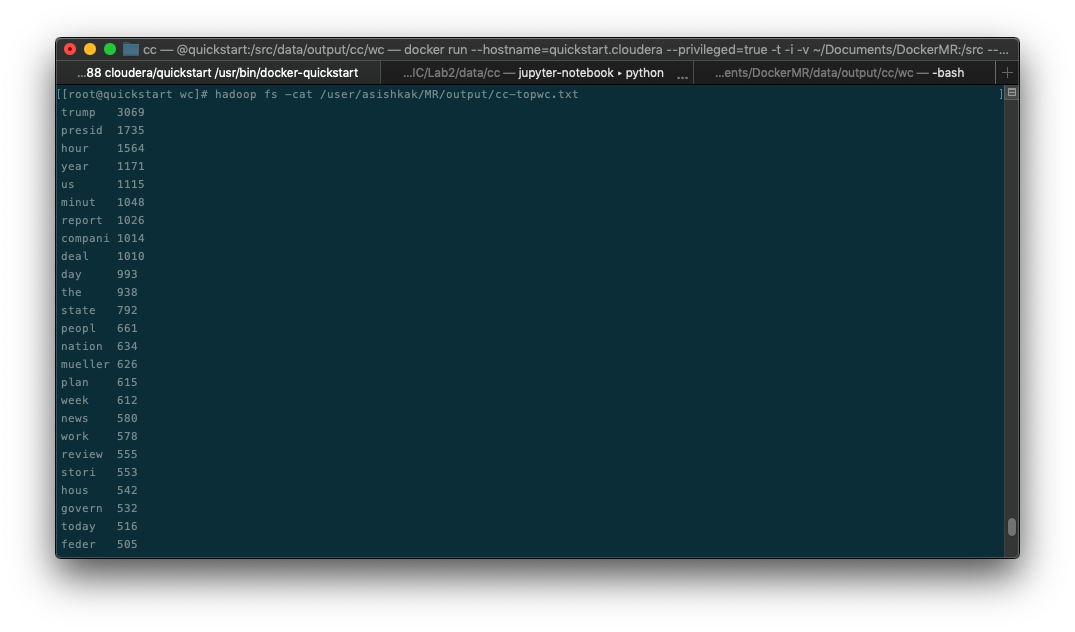 cc — @quickstart:/src/data/output/cc/wc — docker run --hostname=quickstart.cloudera --privileged=true -t -i -v ~/Documents/DockerMR:/src --...
...88 cloudera/quickstart /usr/bin/docker-quickstart ...IC/Lab2/data/cc — jupyter-notebook ▸ python ... ...ents/DockerMR/data/output/cc/wc — -bash +
[[root@quickstart wc]# hadoop fs -cat /user/asishkak/MR/output/cc-topwc.txt ]
trump 3069
presid 1735
hour 1564
year 1171
us 1115
minut 1048
report 1026
compani 1014
deal 1010
day 993
the 938
state 792
peopl 661
nation 634
mueller 626
plan 615
week 612
news 580
work 578
review 555
stori 553
hous 542
govern 532
today 516
feder 505